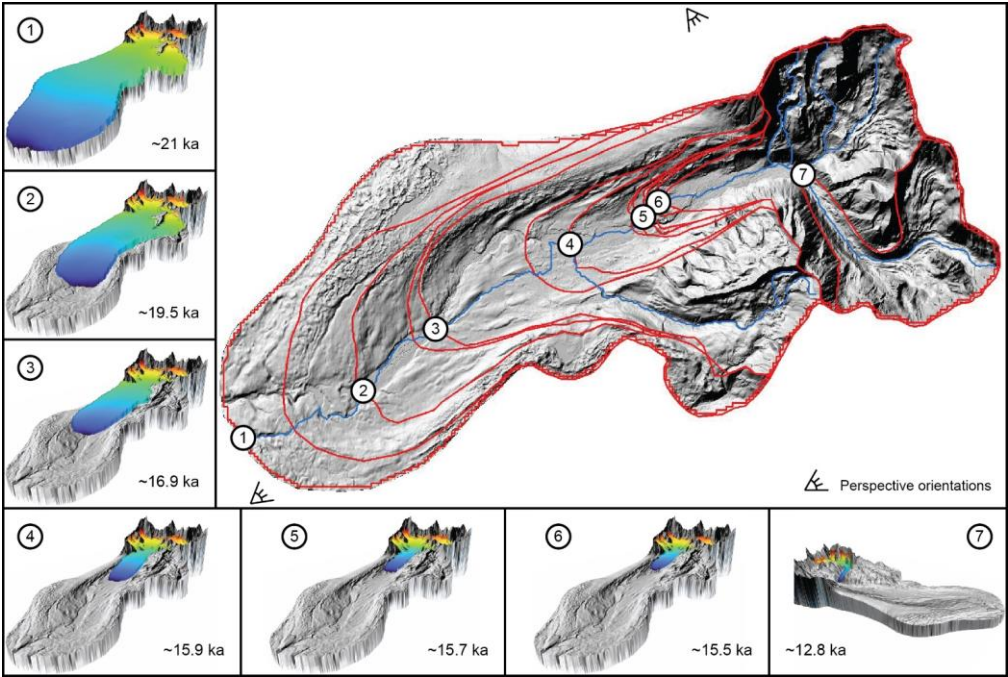 1
~21 ka
2
~19.5 ka
3
~16.9 ka
4
~15.9 ka
5
~15.7 ka
6
~15.5 ka
7
~12.8 ka
1
2
3
4
5
6
7
Perspective orientations